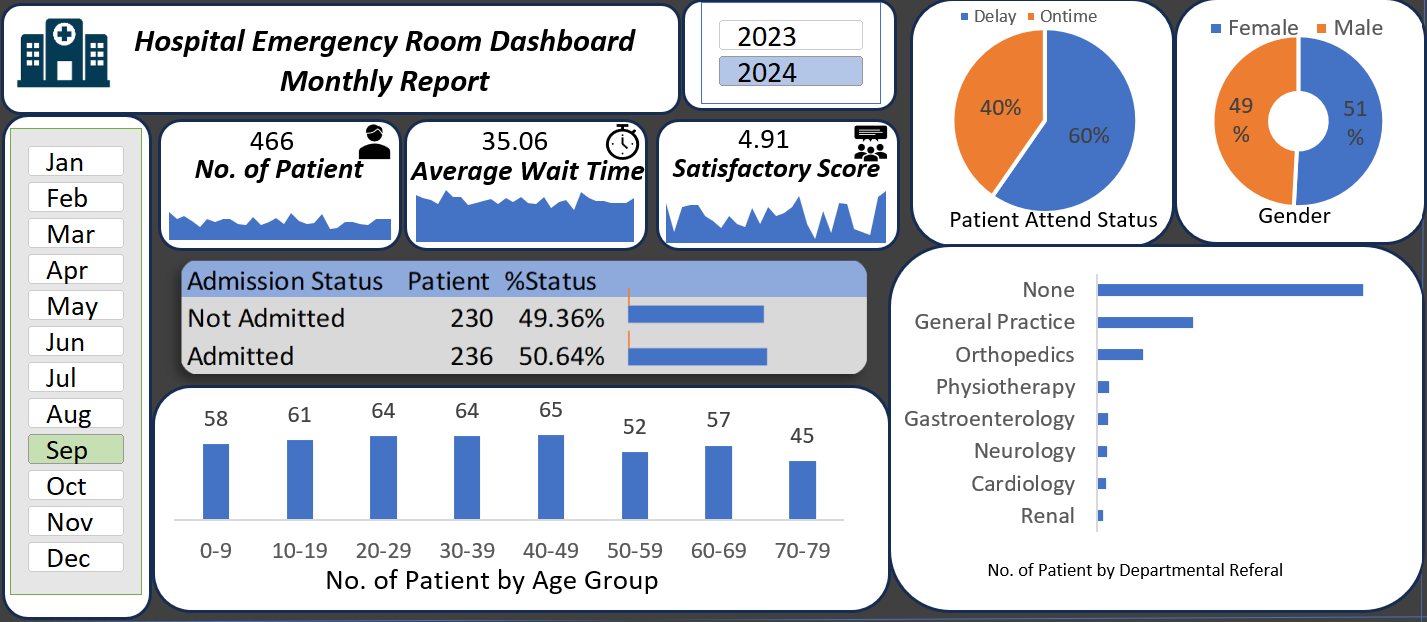 Hospital Emergency Room Dashboard
Monthly Report
2023
2024
Jan
Feb
Mar
Apr
May
Jun
Jul
Aug
Sep
Oct
Nov
Dec
466
No. of Patient
35.06
Average Wait Time
4.91
Satisfactory Score
Delay Ontime
40%
60%
Patient Attend Status
Female Male
49
%
51
%
Gender
Admission Status Patient %Status
Not Admitted 230 49.36%
Admitted 236 50.64%
58 61 64 64 65 52 57 45
0-9 10-19 20-29 30-39 40-49 50-59 60-69 70-79
No. of Patient by Age Group
None
General Practice
Orthopedics
Physiotherapy
Gastroenterology
Neurology
Cardiology
Renal
No. of Patient by Departmental Referal